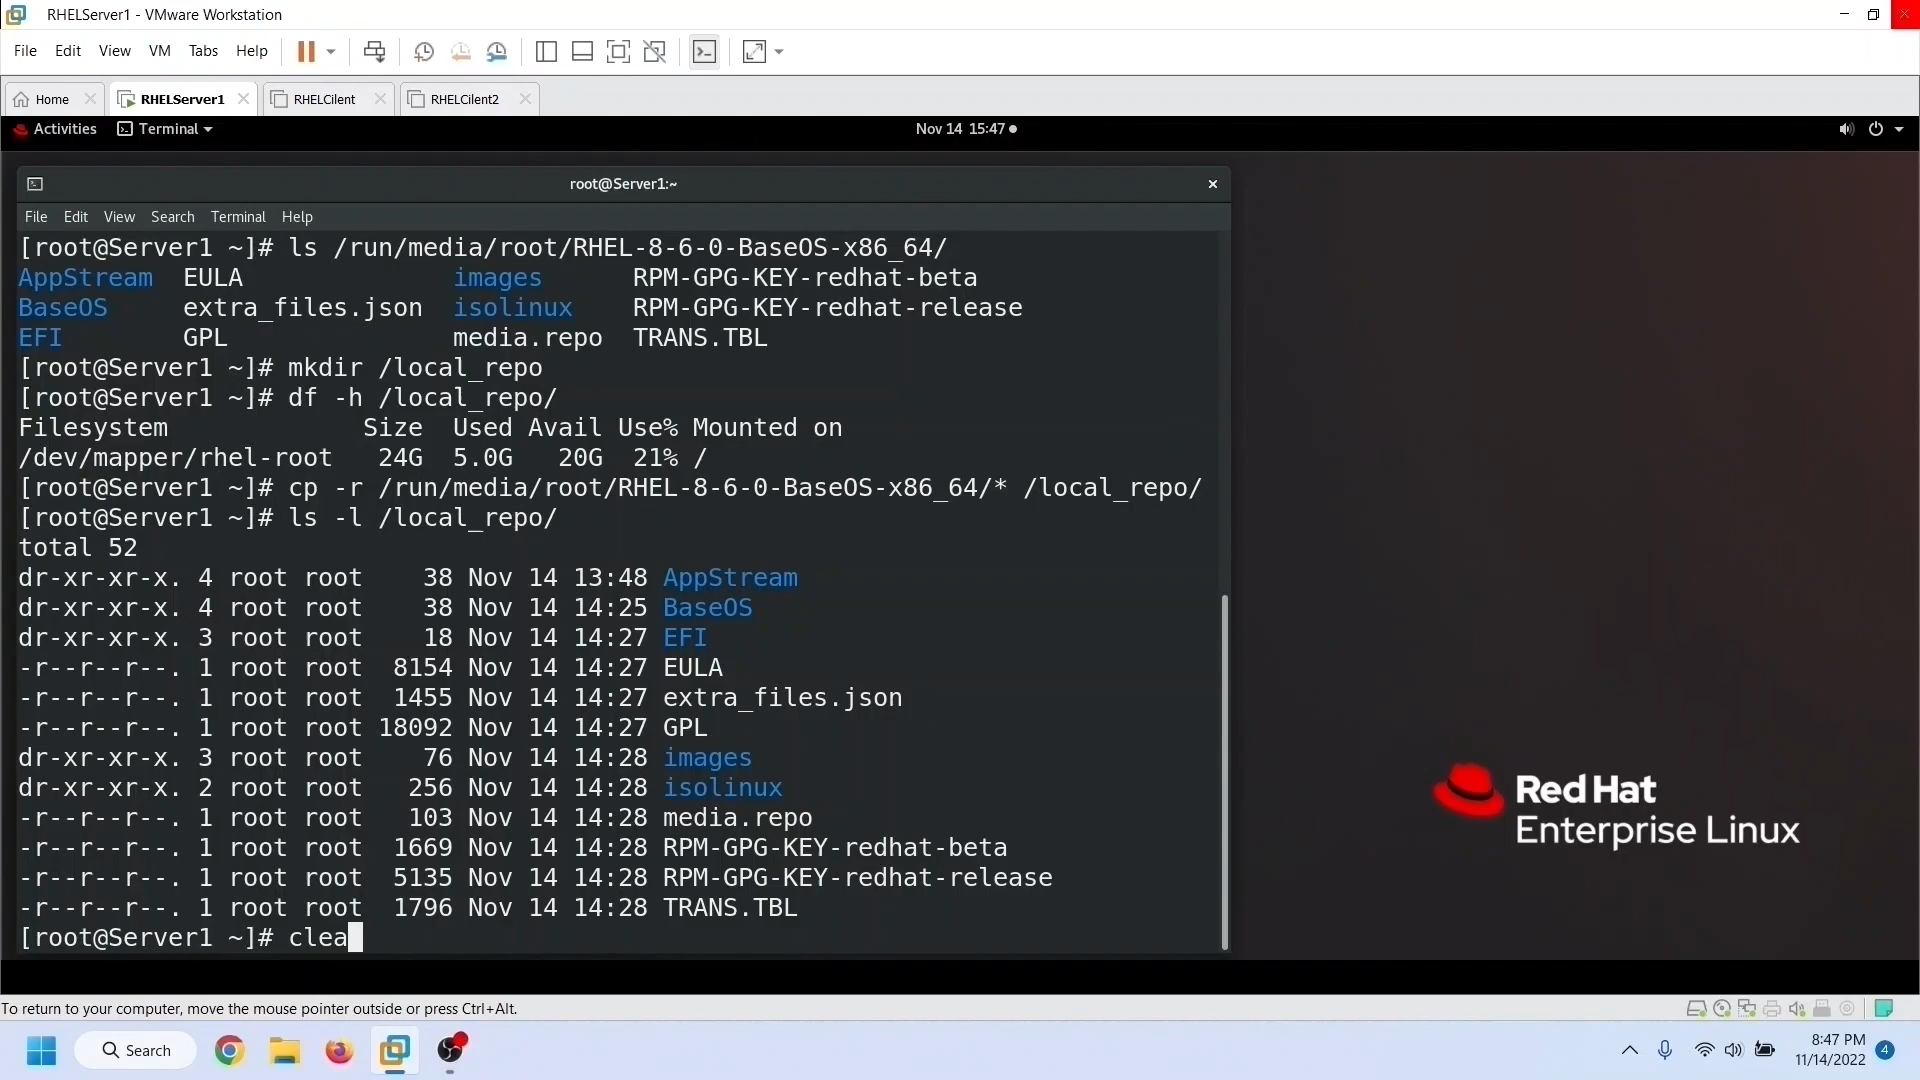 RHELServer1 - VMware Workstation
File Edit View VM Tabs Help
Home RHELServer1 RHELCilent RHELCilent2
Activities Terminal Nov 14 15:47
root@Server1:~
File Edit View Search Terminal Help
[root@Server1 ~]# ls /run/media/root/RHEL-8-6-0-BaseOS-x86_64/
AppStream EULA images RPM-GPG-KEY-redhat-beta
BaseOS extra_files.json isolinux RPM-GPG-KEY-redhat-release
EFI GPL media.repo TRANS.TBL
[root@Server1 ~]# mkdir /local_repo
[root@Server1 ~]# df -h /local_repo/
Filesystem Size Used Avail Use% Mounted on
/dev/mapper/rhel-root 24G 5.0G 20G 21% /
[root@Server1 ~]# cp -r /run/media/root/RHEL-8-6-0-BaseOS-x86_64/* /local_repo/
[root@Server1 ~]# ls -l /local_repo/
total 52
dr-xr-xr-x. 4 root root 38 Nov 14 13:48 AppStream
dr-xr-xr-x. 4 root root 38 Nov 14 14:25 BaseOS
dr-xr-xr-x. 3 root root 18 Nov 14 14:27 EFI
-r--r--r--. 1 root root 8154 Nov 14 14:27 EULA
-r--r--r--. 1 root root 1455 Nov 14 14:27 extra_files.json
-r--r--r--. 1 root root 18092 Nov 14 14:27 GPL
dr-xr-xr-x. 3 root root 76 Nov 14 14:28 images
dr-xr-xr-x. 2 root root 256 Nov 14 14:28 isolinux
-r--r--r--. 1 root root 103 Nov 14 14:28 media.repo
-r--r--r--. 1 root root 1669 Nov 14 14:28 RPM-GPG-KEY-redhat-beta
-r--r--r--. 1 root root 5135 Nov 14 14:28 RPM-GPG-KEY-redhat-release
-r--r--r--. 1 root root 1796 Nov 14 14:28 TRANS.TBL
[root@Server1 ~]# clea
Red Hat
Enterprise Linux
To return to your computer, move the mouse pointer outside or press Ctrl+Alt.
Search
8:47 PM
11/14/2022
4